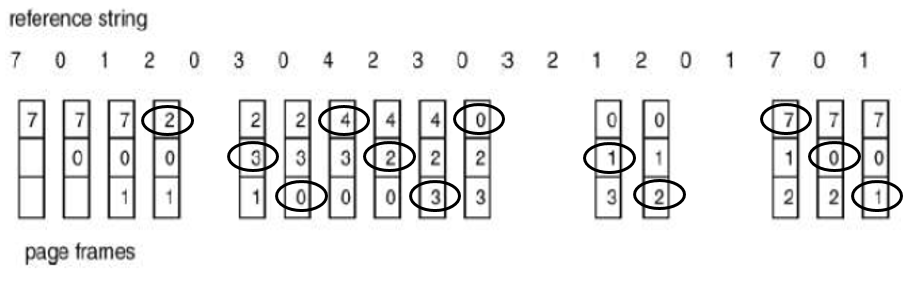 reference string
7 0 1 2 0 3 0 4 2 3 0 3 2 1 2 0 1 7 0 1
7 7 7 2 2 2 4 4 4 0 0 0 7 7 7
0 0 0 3 3 3 2 2 2 1 1 1 0 0
1 1 1 0 0 0 3 3 3 2 2 2 1
page frames